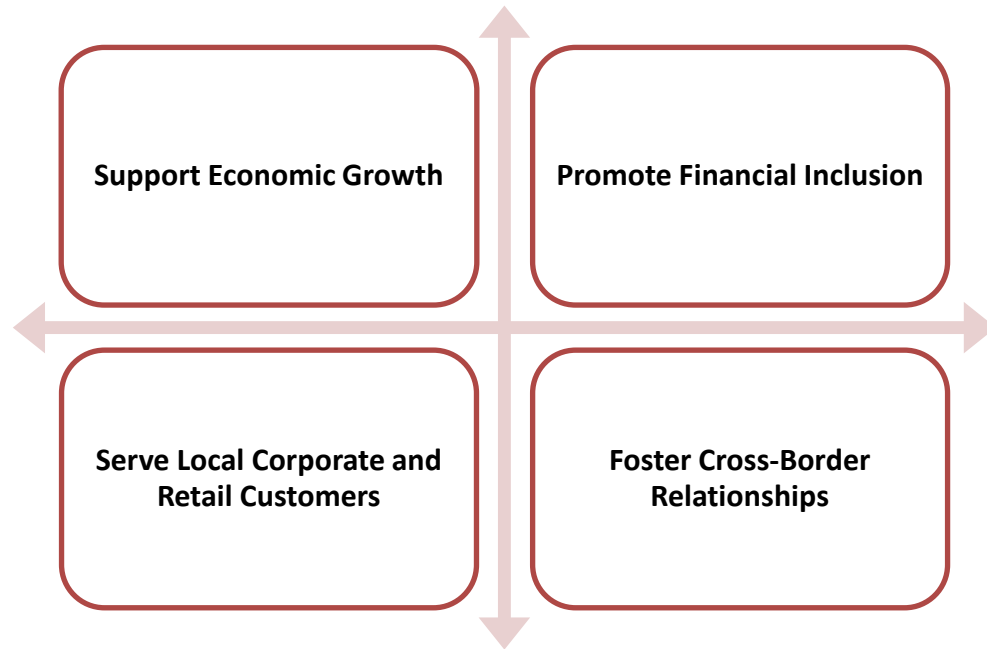 Support Economic Growth
Promote Financial Inclusion
Serve Local Corporate and
Retail Customers
Foster Cross-Border
Relationships